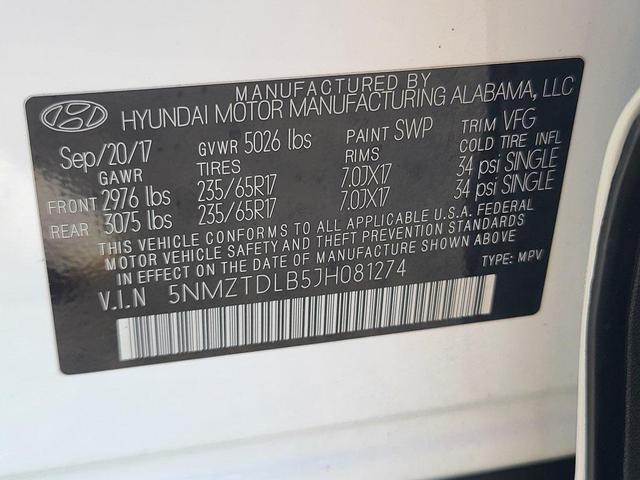 MANUFACTURED BY
HYUNDAI MOTOR MANUFACTURING ALABAMA, LLC
Sep/20/17 GVWR 5026 lbs PAINT SWP TRIM VFG
GAWR TIRES RIMS COLD TIRE INFL
FRONT 2976 lbs 235/65R17 7.0JX17 34 psi SINGLE
REAR 3075 lbs 235/65R17 7.0JX17 34 psi SINGLE
THIS VEHICLE CONFORMS TO ALL APPLICABLE U.S.A. FEDERAL
MOTOR VEHICLE SAFETY AND THEFT PREVENTION STANDARDS
IN EFFECT ON THE DATE OF MANUFACTURE SHOWN ABOVE
V.I.N 5NMZTDLB5JH081274 TYPE: MPV